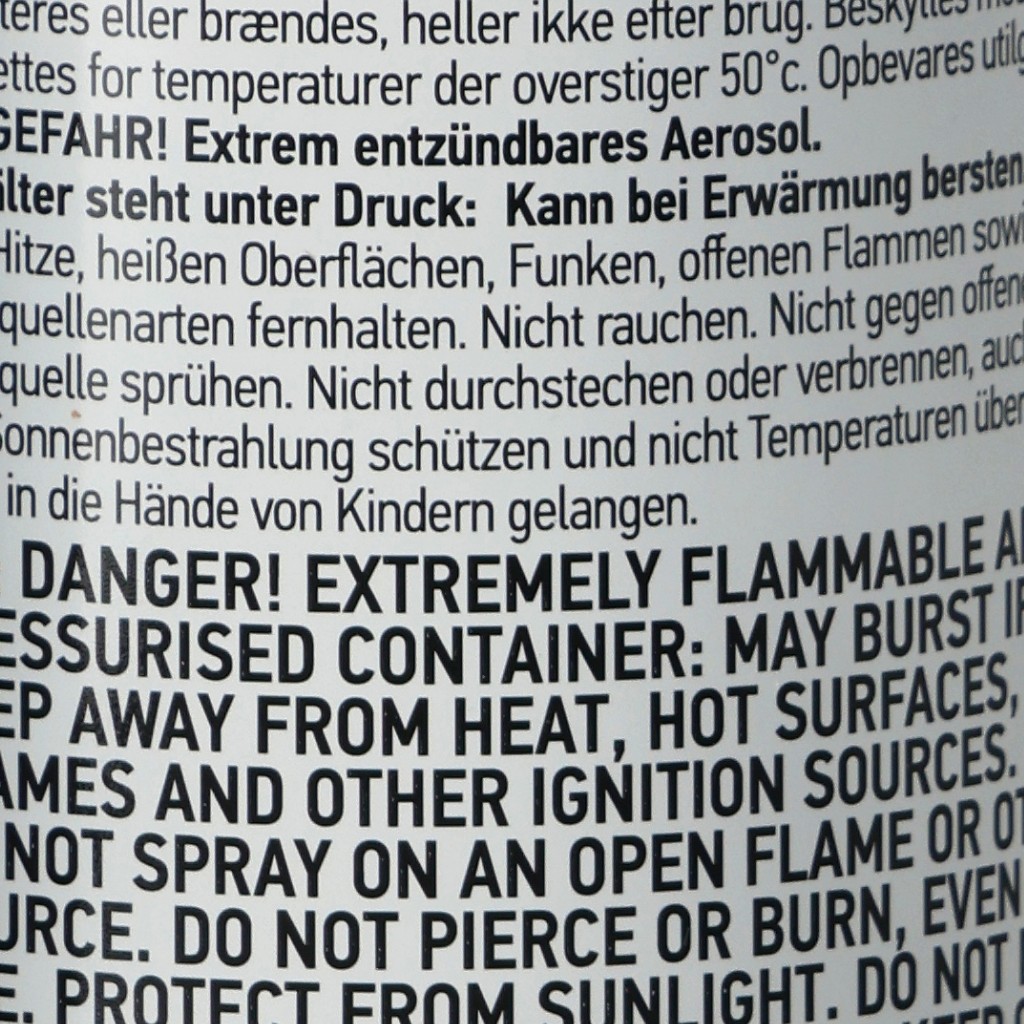 teres eller brændes, heller ikke efter brug. Beskyttes
ettes for temperaturer der overstiger 50°c. Opbevares utilg
GEFAHR! Extrem entzündbares Aerosol.
älter steht unter Druck: Kann bei Erwärmung bersten
Hitze, heißen Oberflächen, Funken, offenen Flammen sowi
quellenarten fernhalten. Nicht rauchen. Nicht gegen offen
quelle sprühen. Nicht durchstechen oder verbrennen, auc
Sonnenbestrahlung schützen und nicht Temperaturen über
in die Hände von Kindern gelangen.
DANGER! EXTREMELY FLAMMABLE A
ESSURISED CONTAINER: MAY BURST IF
EP AWAY FROM HEAT, HOT SURFACES,
AMES AND OTHER IGNITION SOURCES.
NOT SPRAY ON AN OPEN FLAME OR OT
URCE. DO NOT PIERCE OR BURN, EVEN
E. PROTECT FROM SUNLIGHT. DO NOT